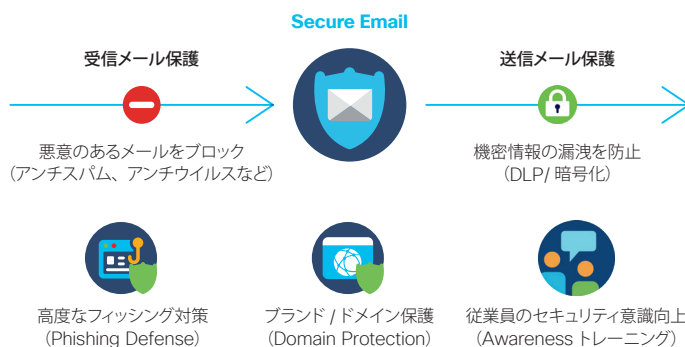 Secure Email
受信メール保護
送信メール保護
悪意のあるメールをブロック
（アンチスパム、アンチウイルスなど）
機密情報の漏洩を防止
（DLP/ 暗号化）
高度なフィッシング対策
（Phishing Defense）
ブランド / ドメイン保護
（Domain Protection）
従業員のセキュリティ意識向上
（Awareness トレーニング）